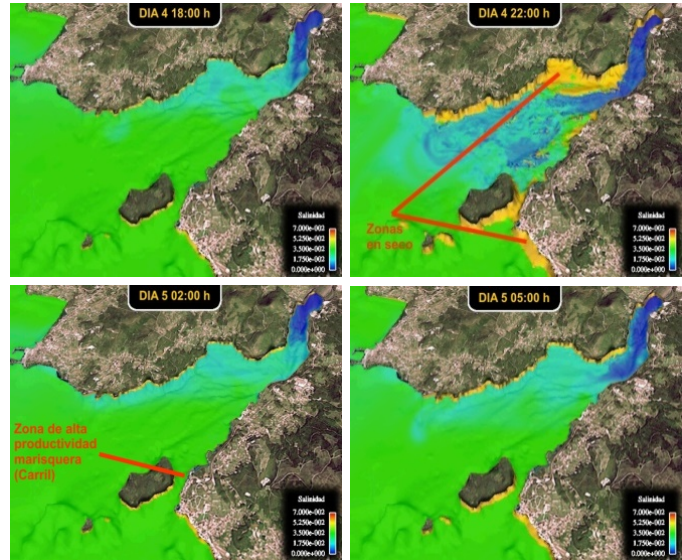 DIA 4 18:00 h
Salinidad
7.000e-002
5.250e-002
3.500e-002
1.750e-002
0.000e+000
DIA 4 22:00 h
Zonas
en seco
Salinidad
7.000e-002
5.250e-002
3.500e-002
1.750e-002
0.000e+000
DIA 5 02:00 h
Zona de alta
productividad
marisquera
(Carril)
Salinidad
7.000e-002
5.250e-002
3.500e-002
1.750e-002
0.000e+000
DIA 5 05:00 h
Salinidad
7.000e-002
5.250e-002
3.500e-002
1.750e-002
0.000e+000